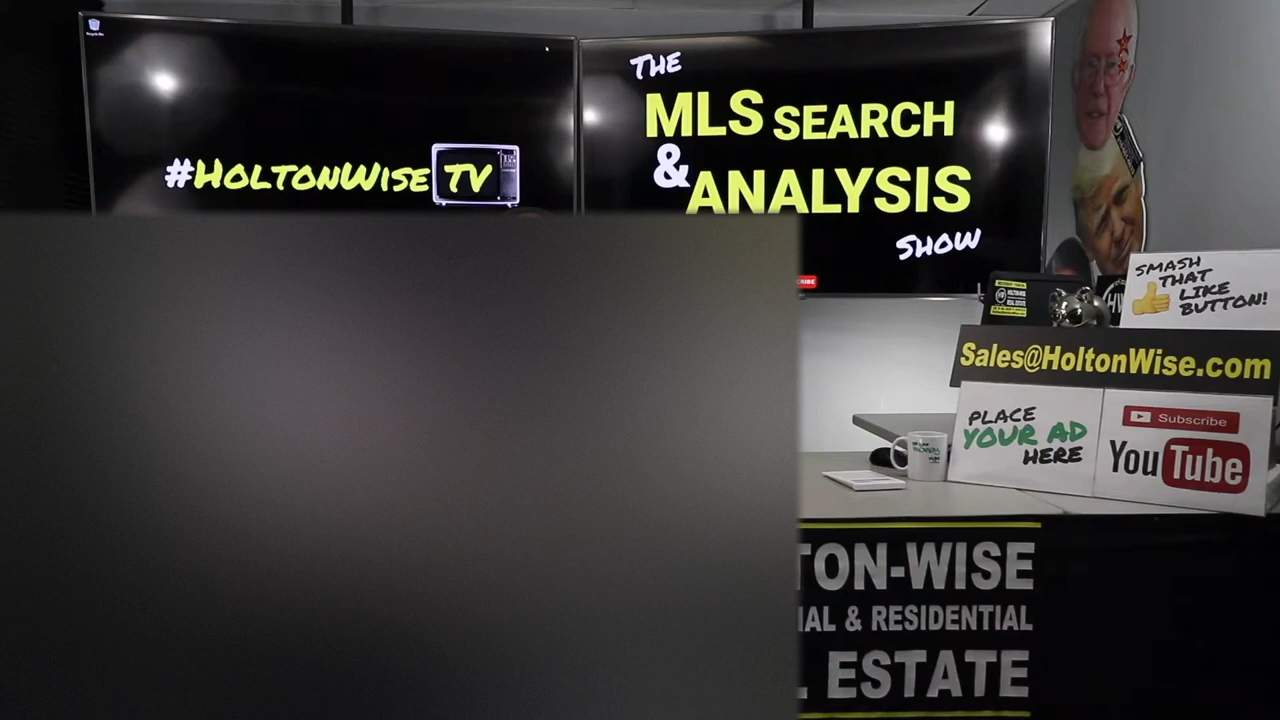 #HOLTONWISE TV
THE
MLS SEARCH
& ANALYSIS
SHOW
SMASH
THAT
LIKE
BUTTON!
Sales@HoltonWise.com
PLACE
YOUR AD
HERE
Subscribe
YouTube
TON-WISE
IAL & RESIDENTIAL
ESTATE